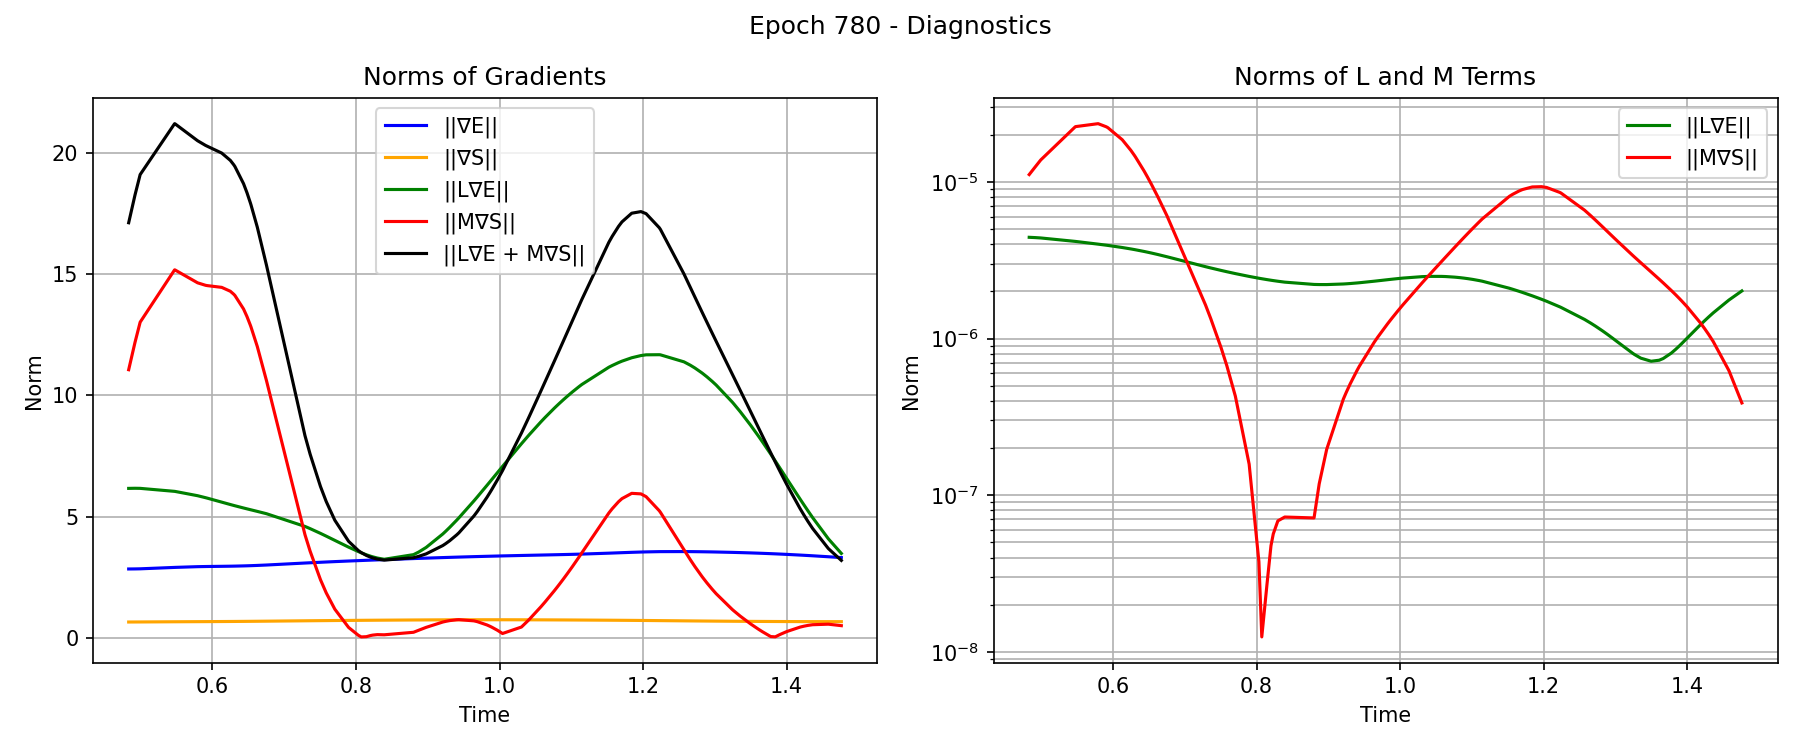 Epoch 780 - Diagnostics
Norms of Gradients
||∇E||
||∇S||
||L∇E||
||M∇S||
||L∇E + M∇S||
20
15
10
5
0
Norm
0.6 0.8 1.0 1.2 1.4
Time
Norms of L and M Terms
||L∇E||
||M∇S||
10⁻⁵
10⁻⁶
10⁻⁷
10⁻⁸
Norm
0.6 0.8 1.0 1.2 1.4
Time